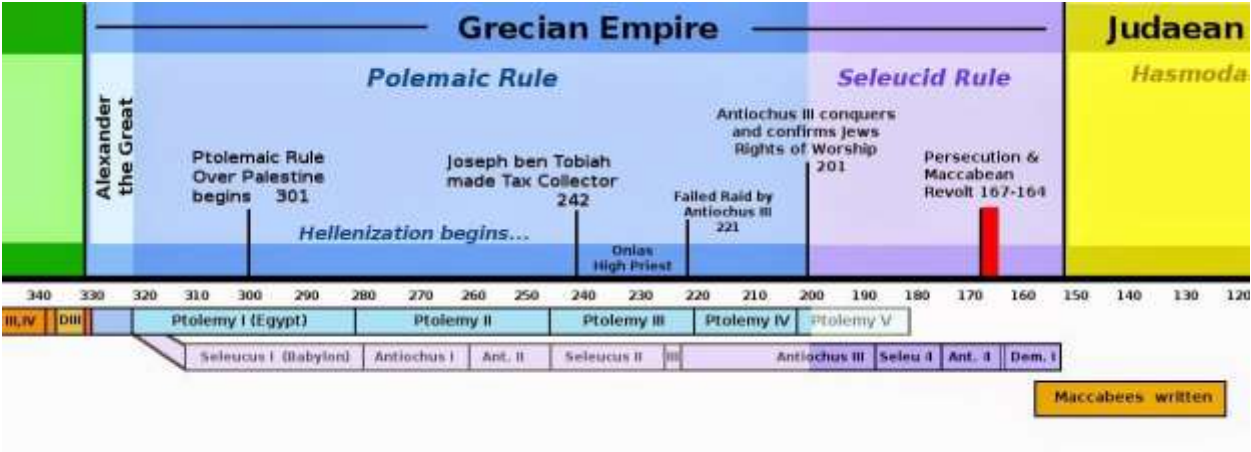 Grecian Empire
Judaean
Polemaic Rule
Seleucid Rule
Hasmoda
Alexander
the Great
Ptolemaic Rule
Over Palestine
begins 301
Hellenization begins...
Joseph ben Tobiah
made Tax Collector
242
Onias
High Priest
Failed Raid by
Antiochus III
221
Antiochus III conquers
and confirms Jews
Rights of Worship
201
Persecution &
Maccabean
Revolt 167-164
340 330 320 310 300 290 280 270 260 250 240 230 220 210 200 190 180 170 160 150 140 130 120
III,IV DIII Ptolemy I (Egypt) Ptolemy II Ptolemy III Ptolemy IV Ptolemy V
Seleucus I (Babylon) Antiochus I Ant. II Seleucus II III Antiochus III Seleu 4 Ant. 4 Dem. I
Maccabees written